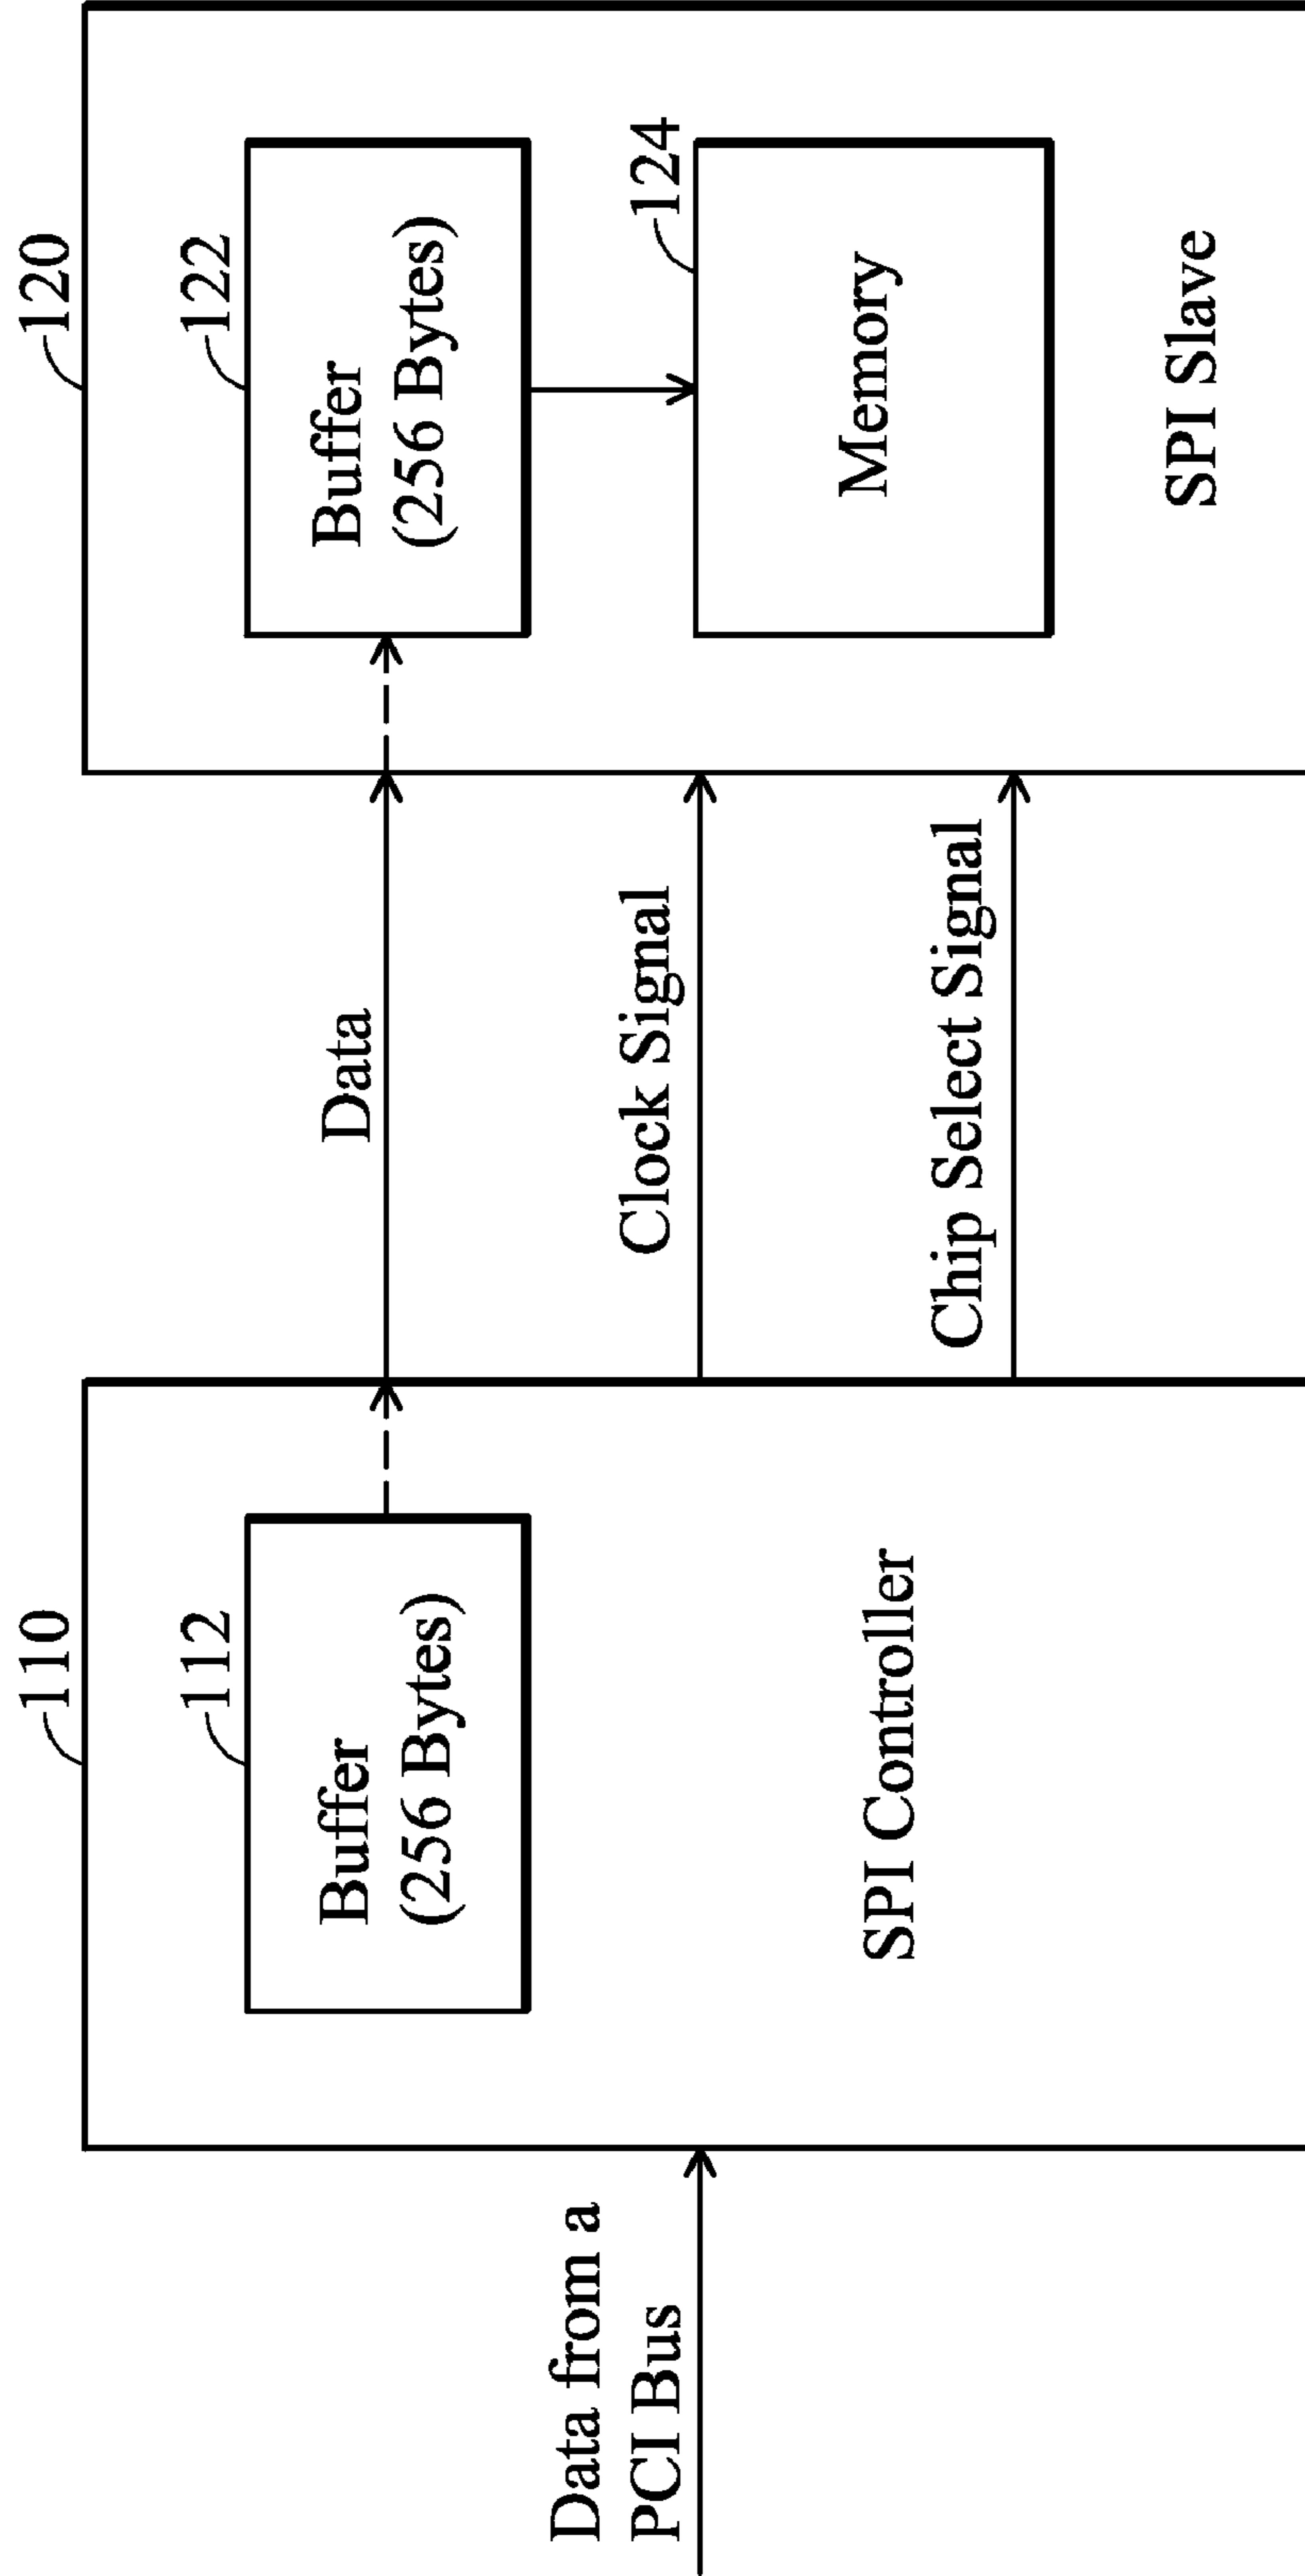 110
120
112
122
Buffer
(256 Bytes)
Data
Buffer
(256 Bytes)
124
Data from a
PCI Bus
Clock Signal
Memory
SPI Controller
Chip Select Signal
SPI Slave